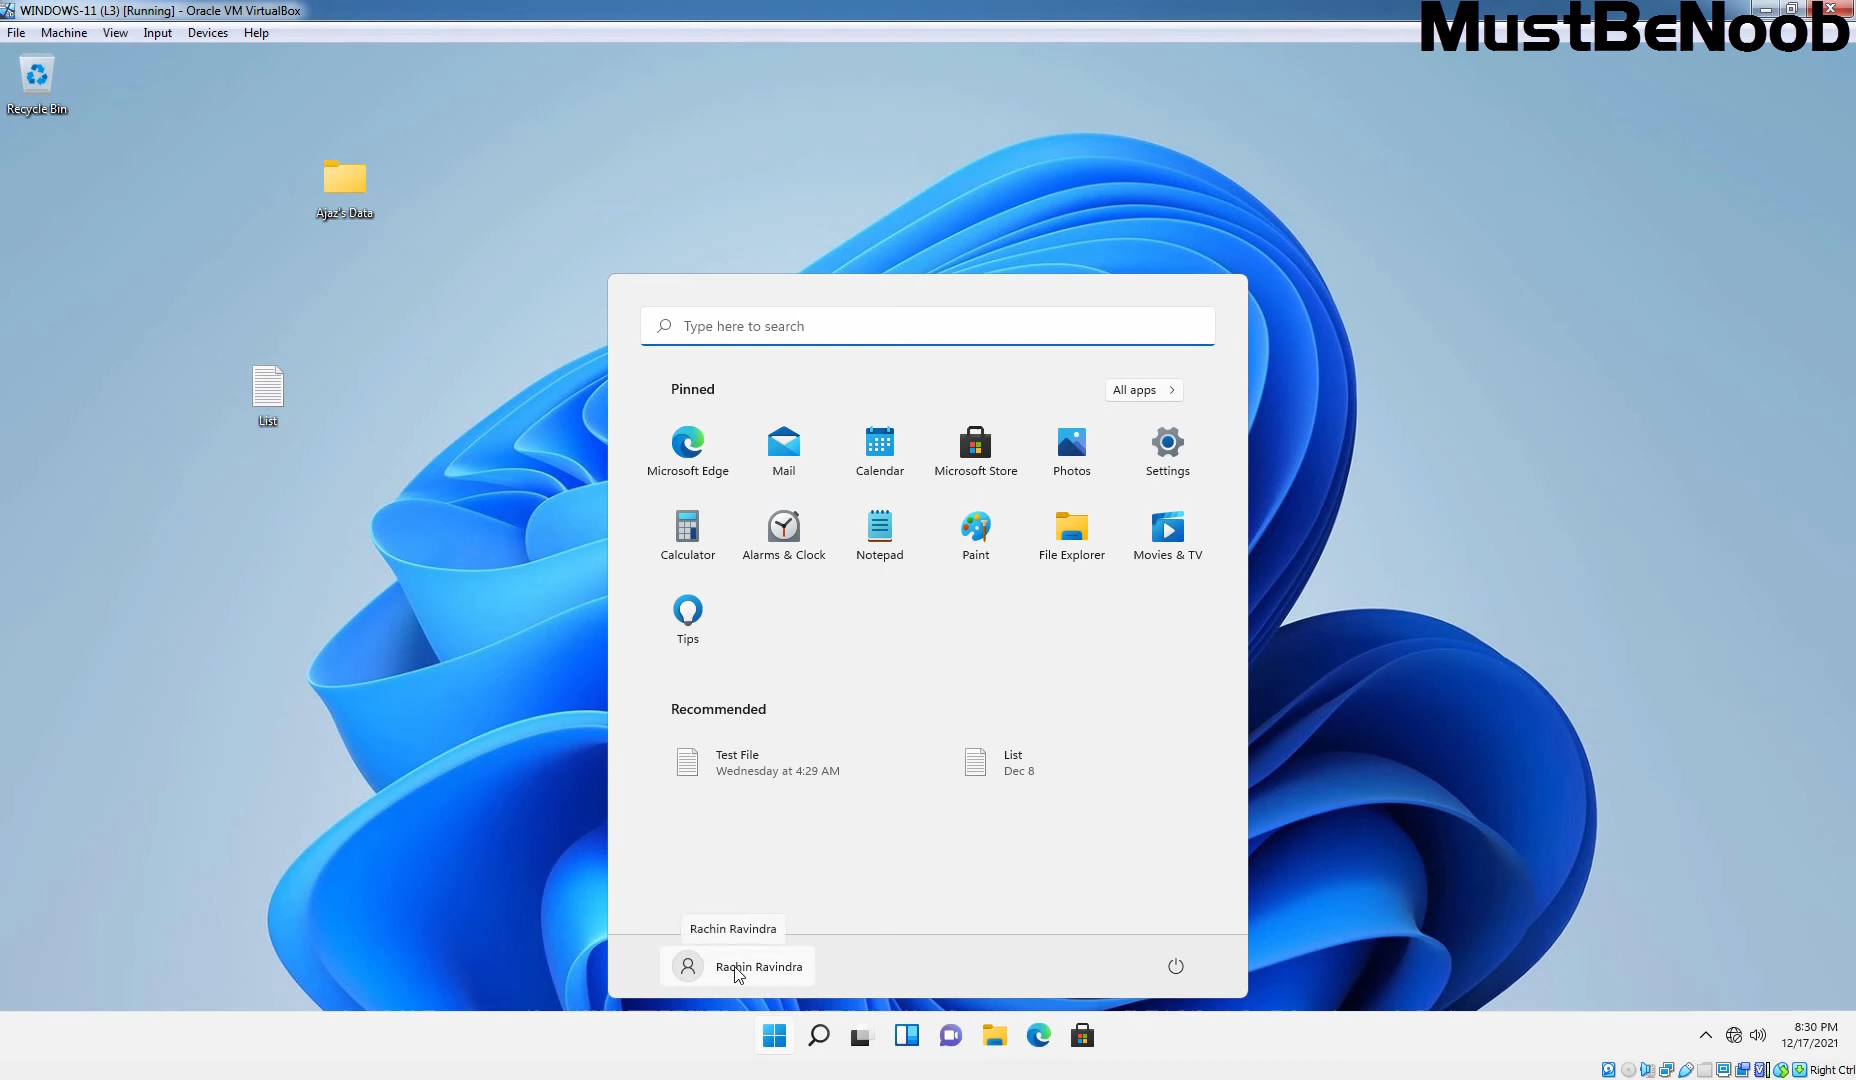 WINDOWS-11 (L3) [Running] - Oracle VM VirtualBox
File Machine View Input Devices Help
MustBeNoob
Recycle Bin
Ajaz's Data
List
Type here to search
Pinned
All apps
Microsoft Edge Mail Calendar Microsoft Store Photos Settings
Calculator Alarms & Clock Notepad Paint File Explorer Movies & TV
Tips
Recommended
Test File
Wednesday at 4:29 AM
List
Dec 8
Rachin Ravindra
Rachin Ravindra
8:30 PM
12/17/2021
Right Ctrl